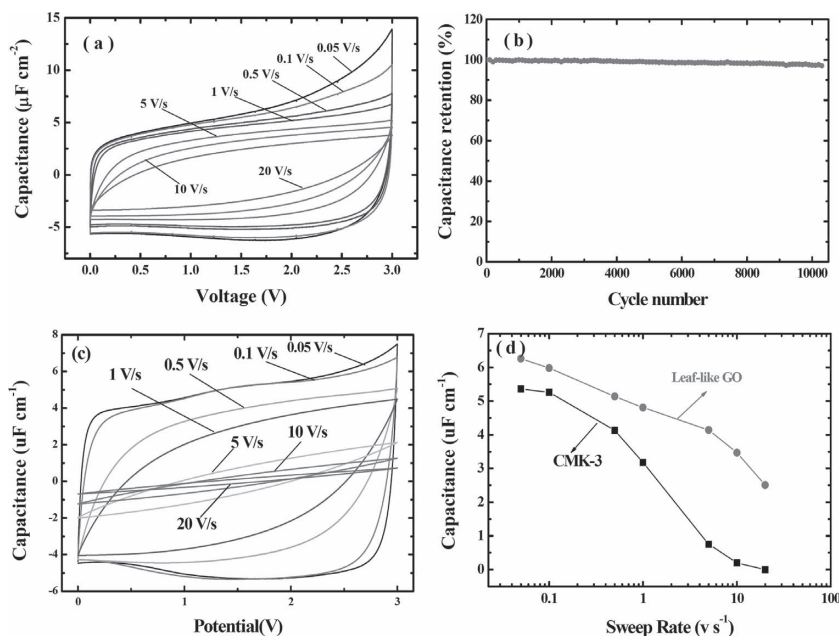 ( a )
15
10
5
0
-5
Capacitance (µF cm⁻²)
0.05 V/s
0.1 V/s
0.5 V/s
1 V/s
5 V/s
10 V/s
20 V/s
0.0 0.5 1.0 1.5 2.0 2.5 3.0
Voltage (V)
( b )
120
100
80
60
40
20
0
Capacitance retention (%)
0 2000 4000 6000 8000 10000
Cycle number
(c)
8
6
4
2
0
-2
-4
-6
Capacitance (uF cm⁻¹)
0.05 V/s
0.1 V/s
0.5 V/s
1 V/s
5 V/s
10 V/s
20 V/s
0 1 2 3
Potential(V)
( d )
6
5
4
3
2
1
0
Capacitance (uF cm⁻¹)
Leaf-like GO
CMK-3
0.1 1 10 100
Sweep Rate (v s⁻¹)